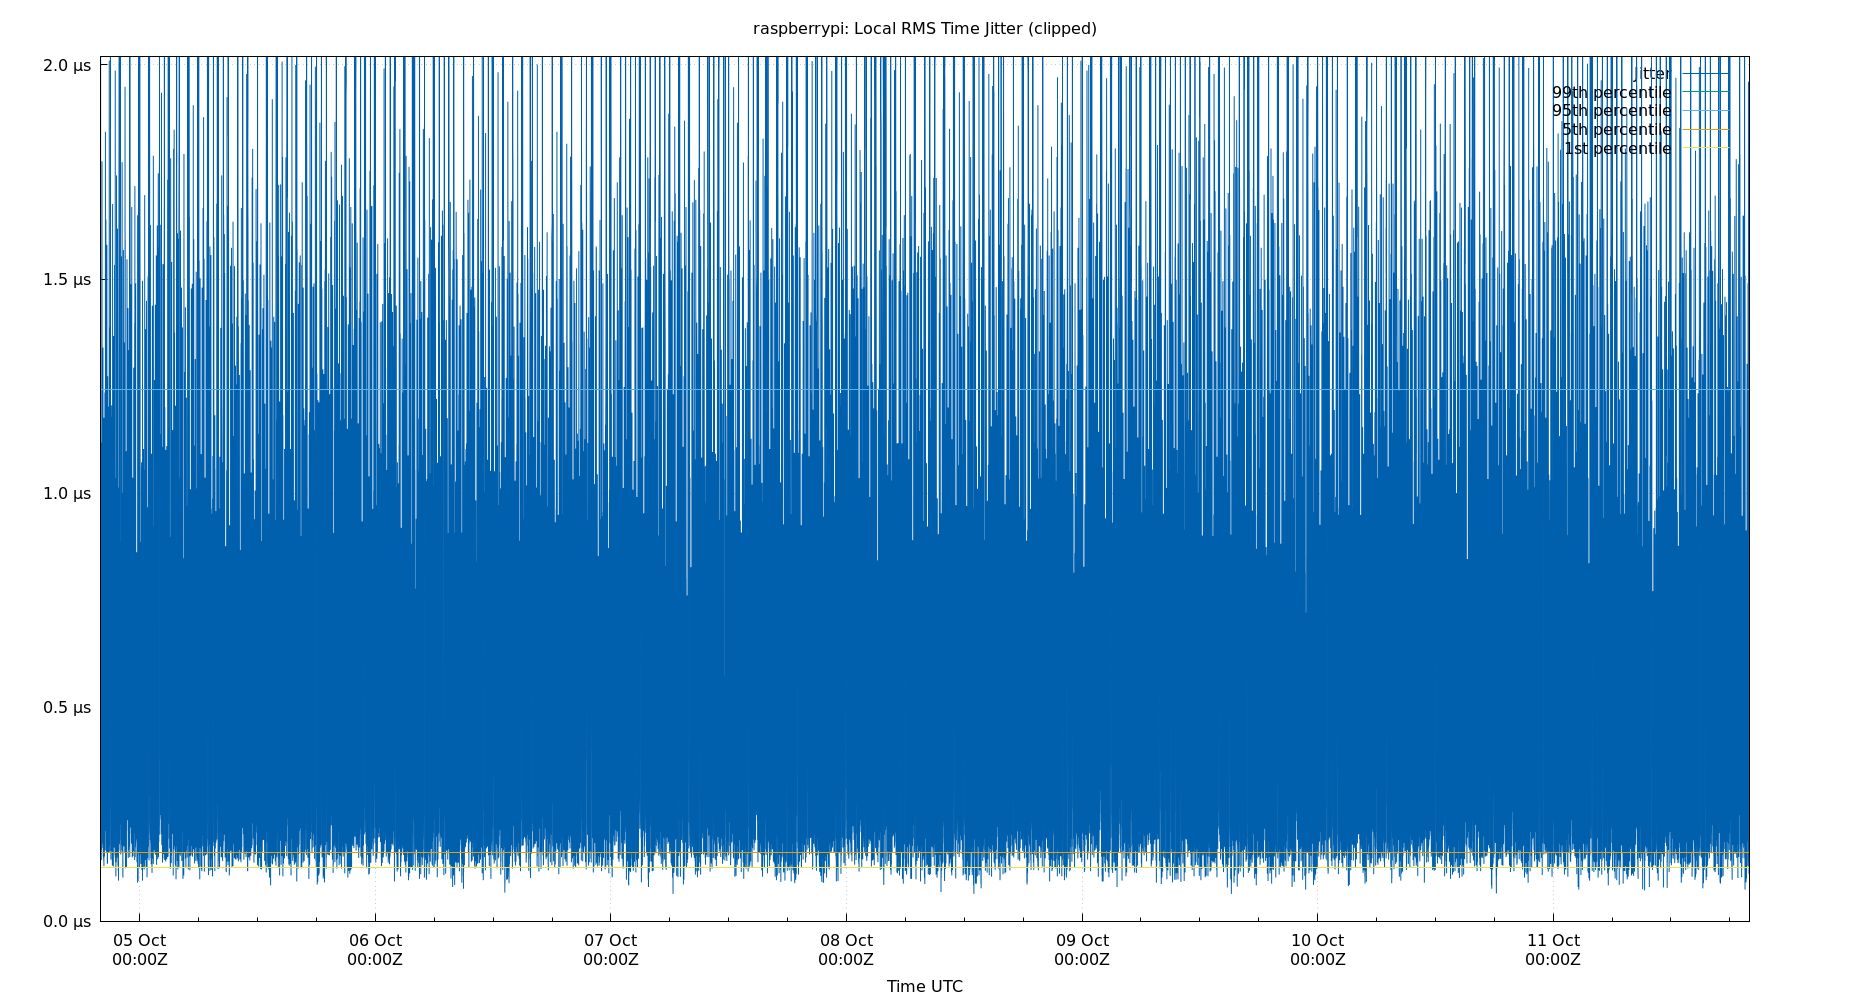 raspberrypi: Local RMS Time Jitter (clipped)
2.0 µs
1.5 µs
1.0 µs
0.5 µs
0.0 µs
jitter
99th percentile
95th percentile
5th percentile
1st percentile
05 Oct 06 Oct 07 Oct 08 Oct 09 Oct 10 Oct 11 Oct
00:00Z 00:00Z 00:00Z 00:00Z 00:00Z 00:00Z 00:00Z
Time UTC